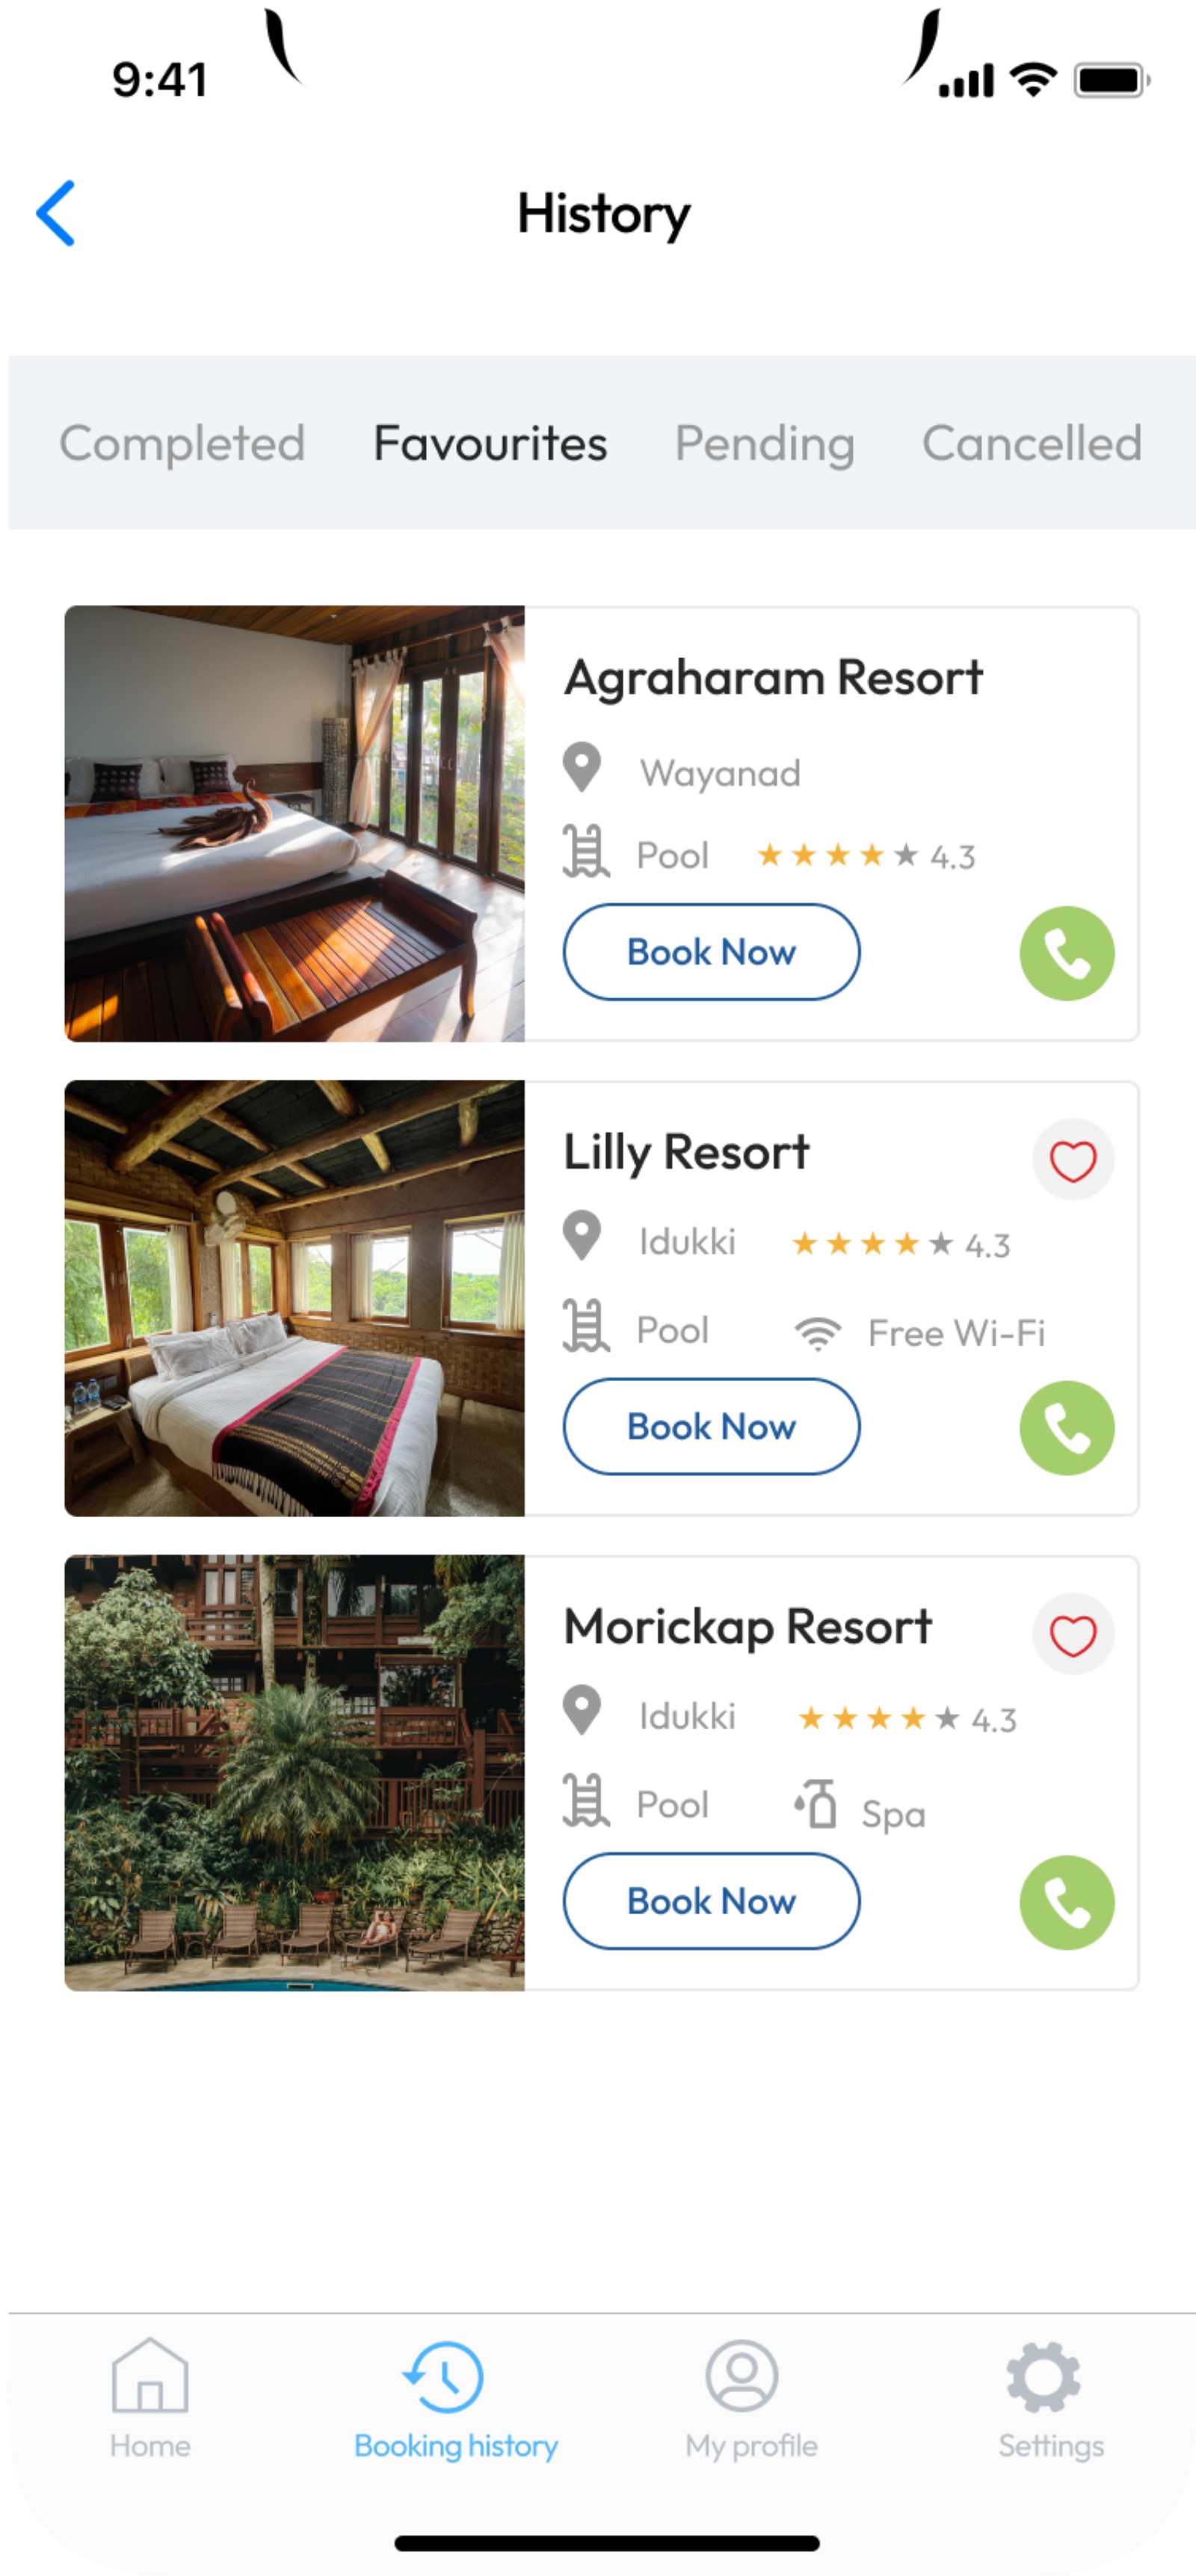 9:41
History
Completed Favourites Pending Cancelled
Agraharam Resort
Wayanad
Pool 4.3
Book Now
Lilly Resort
Idukki 4.3
Pool Free Wi-Fi
Book Now
Morickap Resort
Idukki 4.3
Pool Spa
Book Now
Home Booking history My profile Settings